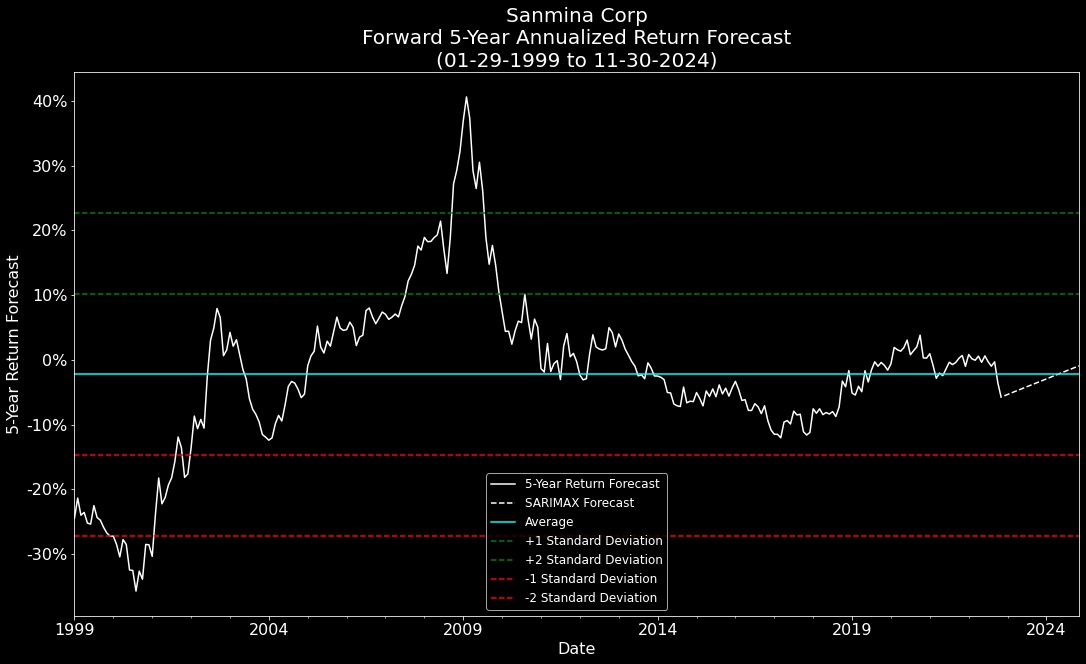 Sanmina Corp
Forward 5-Year Annualized Return Forecast
(01-29-1999 to 11-30-2024)
5-Year Return Forecast
40%
30%
20%
10%
0%
-10%
-20%
-30%
5-Year Return Forecast
SARIMAX Forecast
Average
+1 Standard Deviation
+2 Standard Deviation
-1 Standard Deviation
-2 Standard Deviation
1999 2004 2009 2014 2019 2024
Date